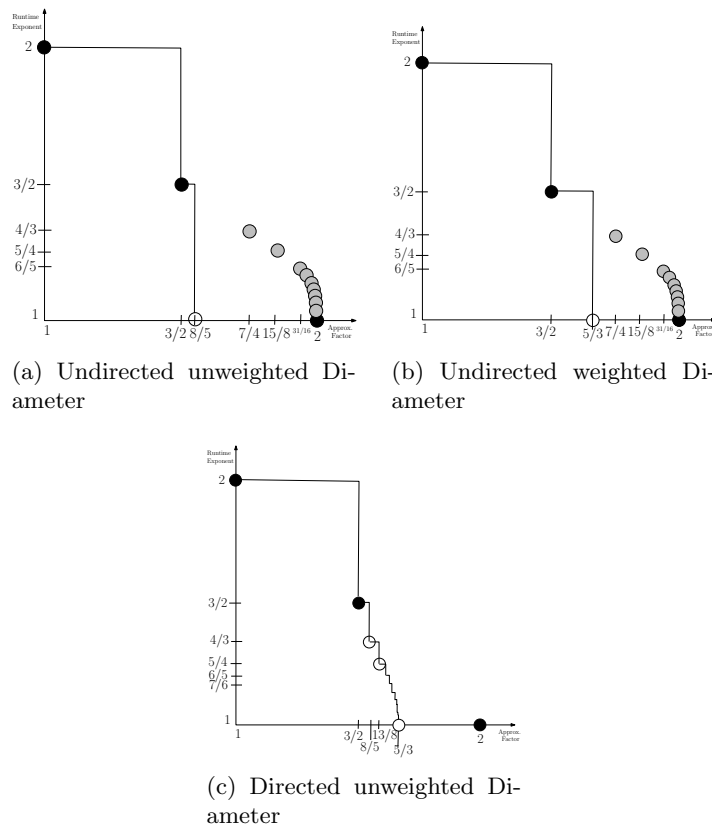 Runtime
Exponent
2
3/2
4/3
5/4
6/5
1
1
3/2 8/5
7/4 15/8 31/16
2
Approx.
Factor
(a) Undirected unweighted Di-
ameter
Runtime
Exponent
2
3/2
4/3
5/4
6/5
1
1
3/2
5/3 7/4 15/8 31/16
2
Approx.
Factor
(b) Undirected weighted Di-
ameter
Runtime
Exponent
2
3/2
4/3
5/4
6/5
7/6
1
1
3/2
8/5
13/8
5/3
2
Approx.
Factor
(c) Directed unweighted Di-
ameter